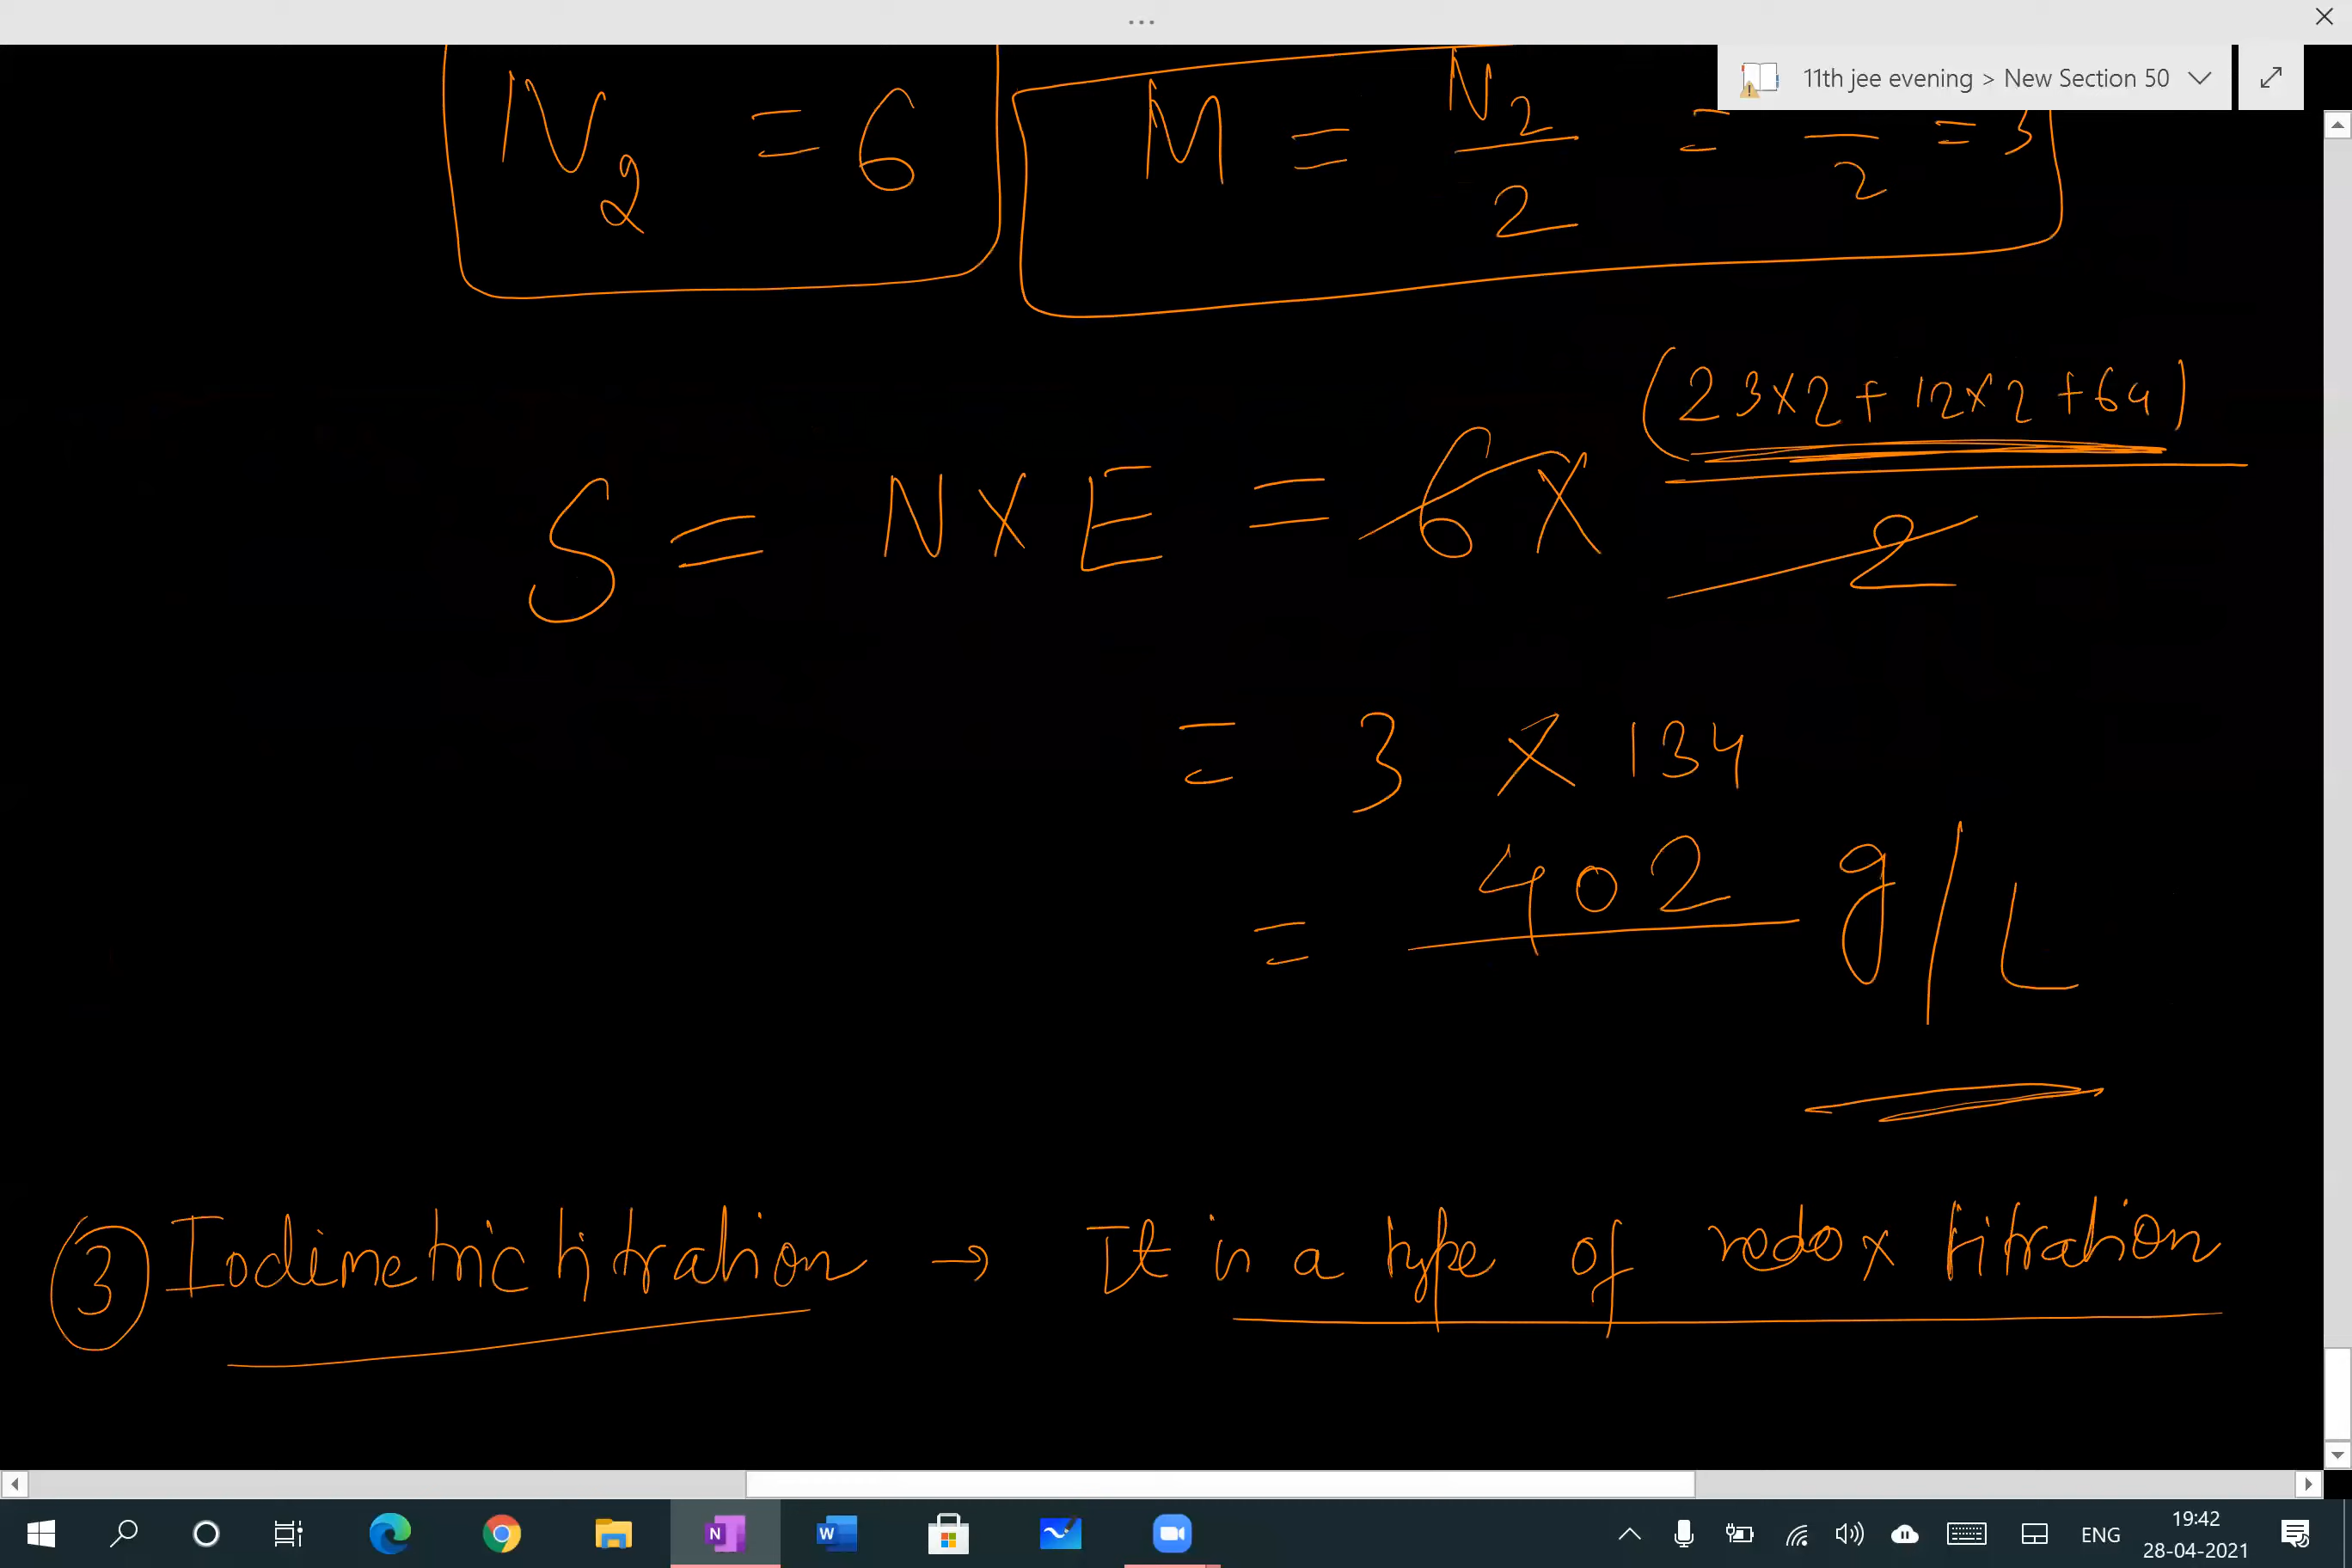 11th jee evening > New Section 50
N₂ = 6
M = N₂/2 = /2 = 3
S = N X E = 6 X (23x2 + 12x2 + 64)/2
= 3 X 134
= 402 g/L
③ Iodimetric titration → It is a type of redox titration
ENG
19:42
28-04-2021